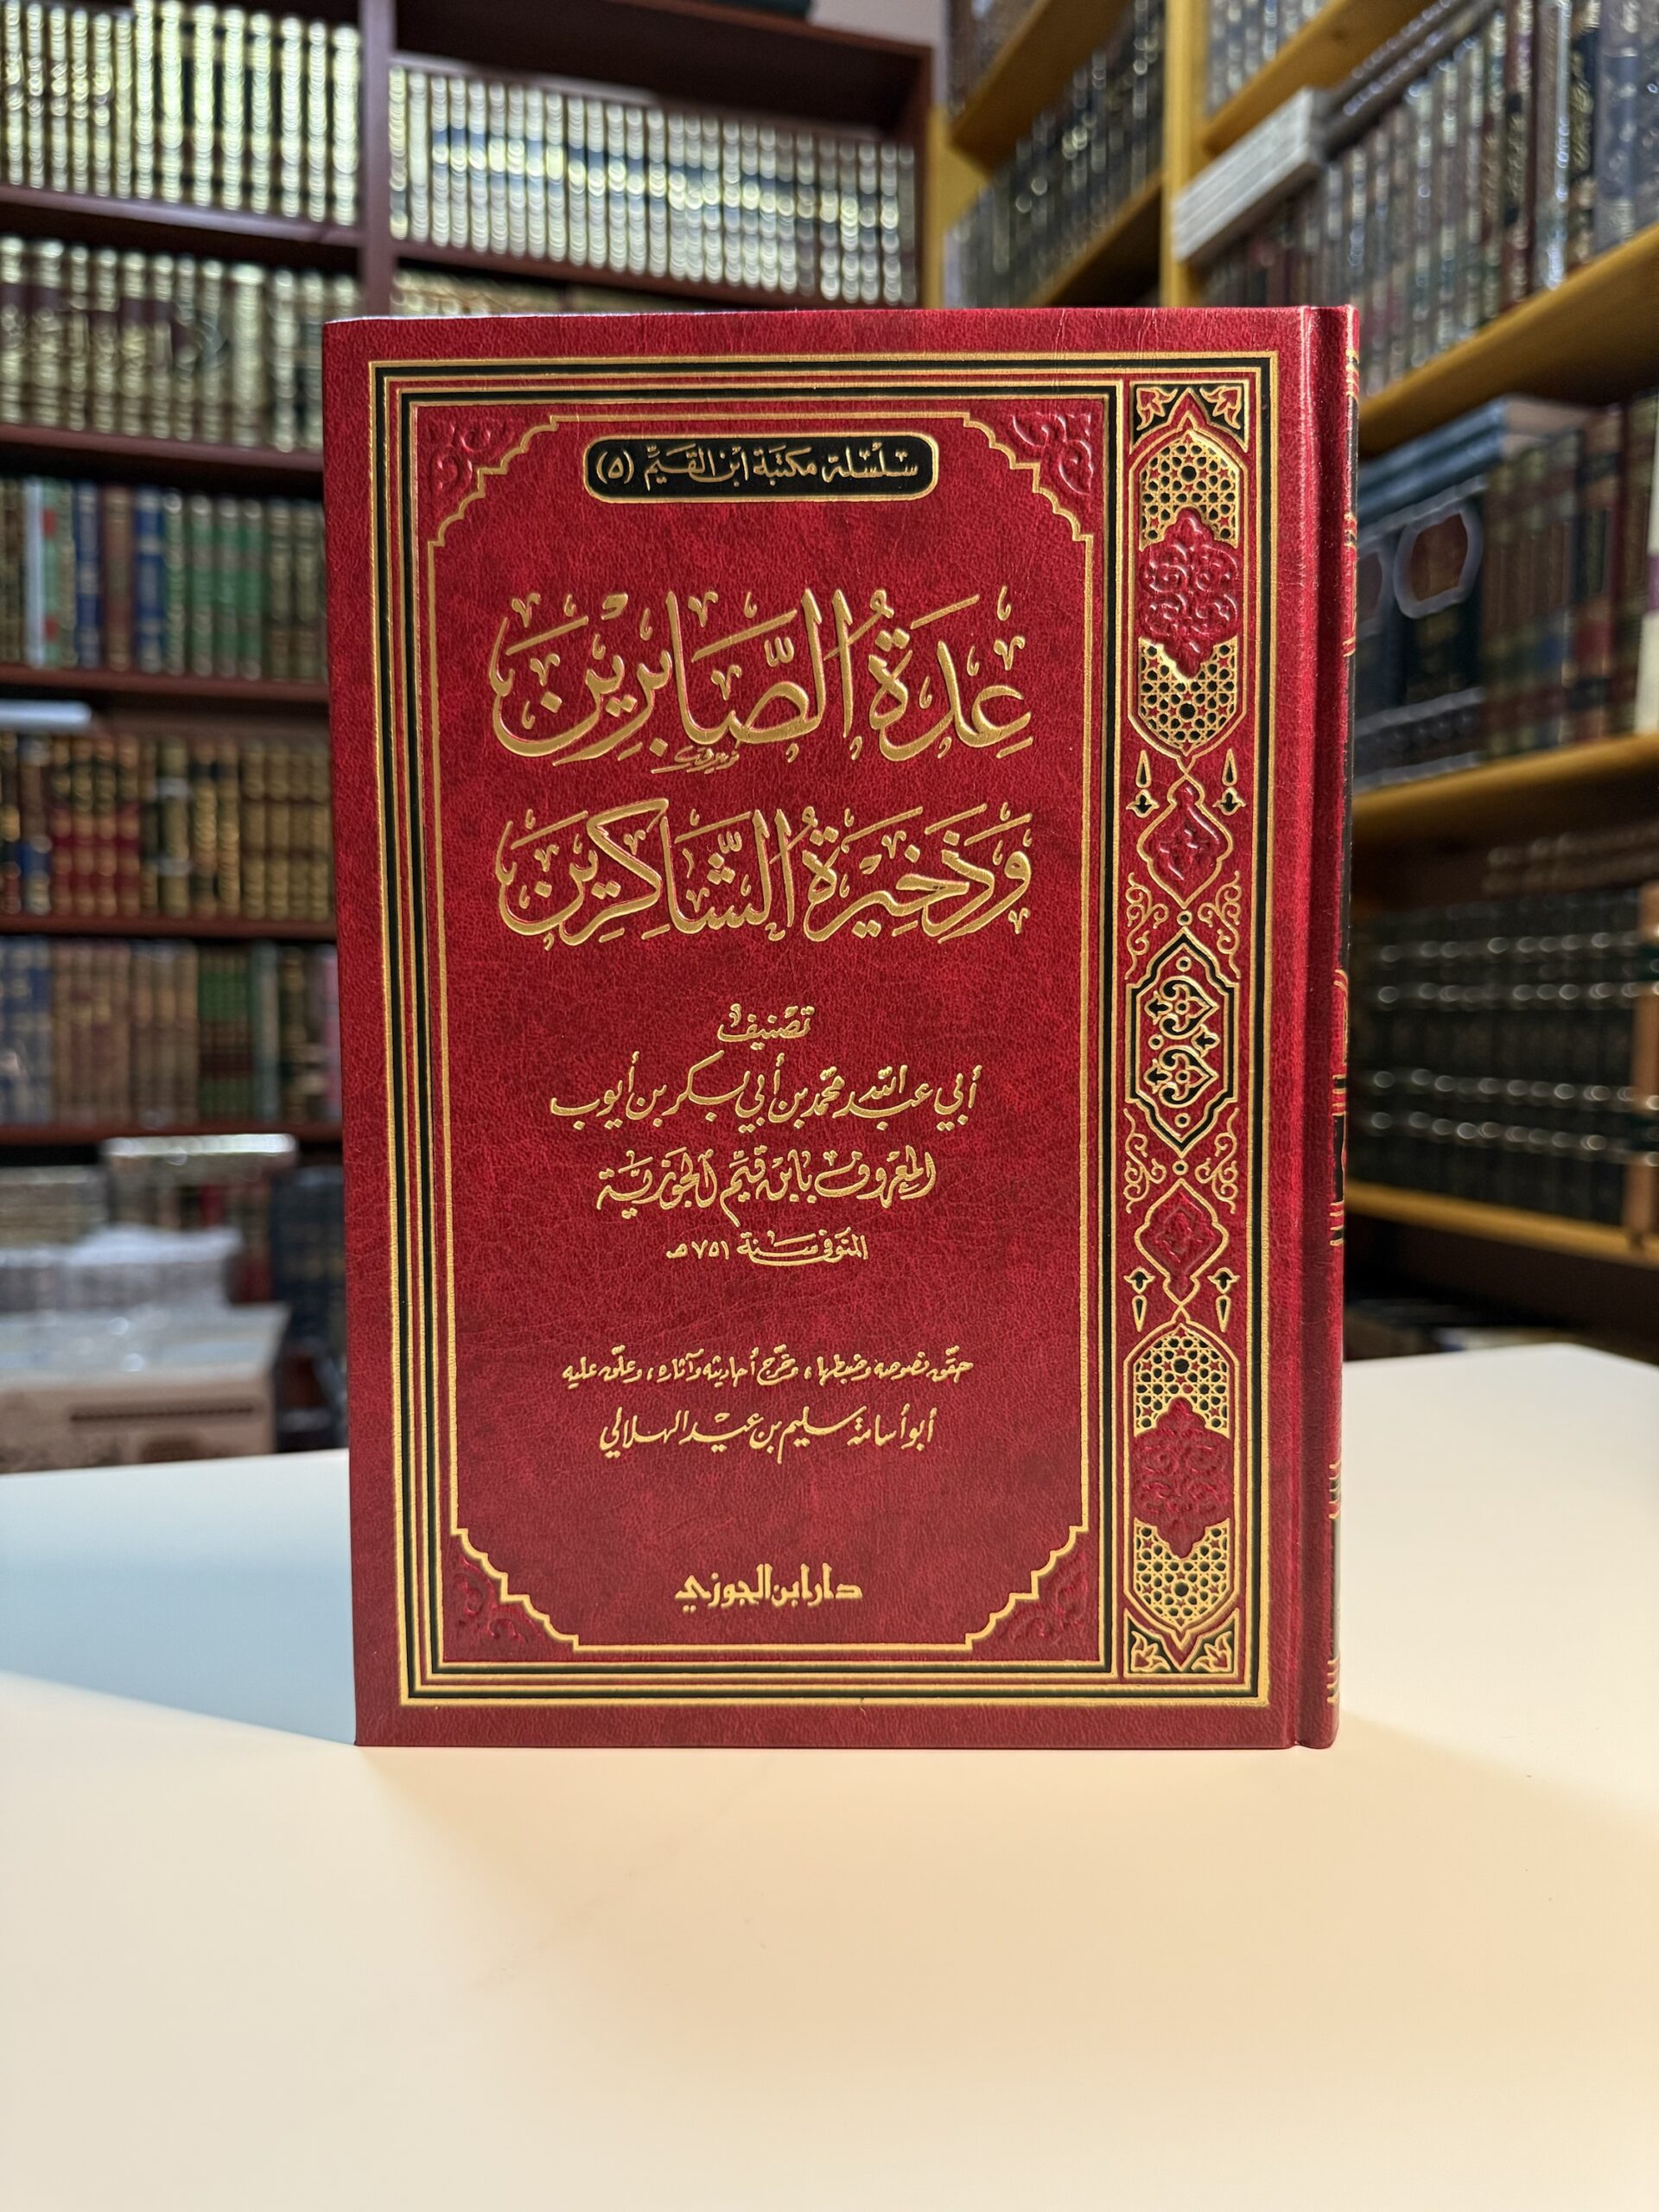 سلسلة مكتبة ابن القيم (٥)
عدة الصابرين
وذخيرة الشاكرين
تصنيف
أبي عبد الله محمد بن أبي بكر بن أيوب
المعروف بابن قيم الجوزية
المتوفى سنة ٧٥١ هـ
حقق نصوصه وضبطها، وخرج أحاديثه وآثاره، وعلق عليه
أبو أسامة سليم بن عيد الهلالي
دار ابن الجوزي